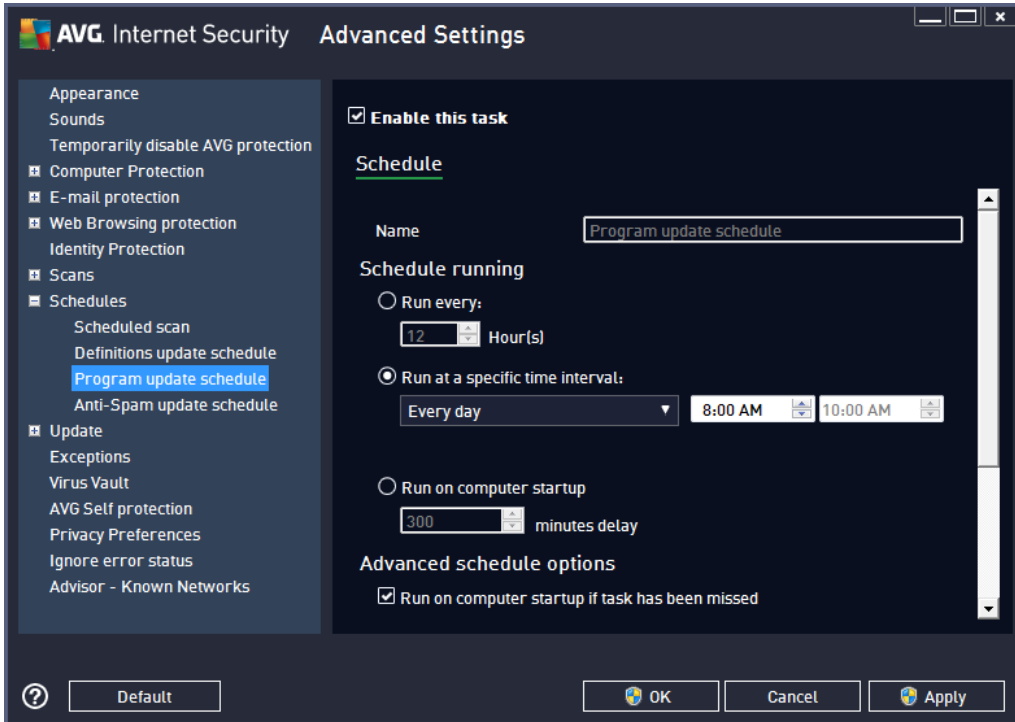 AVG. Internet Security Advanced Settings
Appearance
Sounds
Temporarily disable AVG protection
Computer Protection
E-mail protection
Web Browsing protection
Identity Protection
Scans
Schedules
Scheduled scan
Definitions update schedule
Program update schedule
Anti-Spam update schedule
Update
Exceptions
Virus Vault
AVG Self protection
Privacy Preferences
Ignore error status
Advisor - Known Networks
Enable this task
Schedule
Name Program update schedule
Schedule running
Run every:
12 Hour(s)
Run at a specific time interval:
Every day 8:00 AM 10:00 AM
Run on computer startup
300 minutes delay
Advanced schedule options
Run on computer startup if task has been missed
? Default OK Cancel Apply